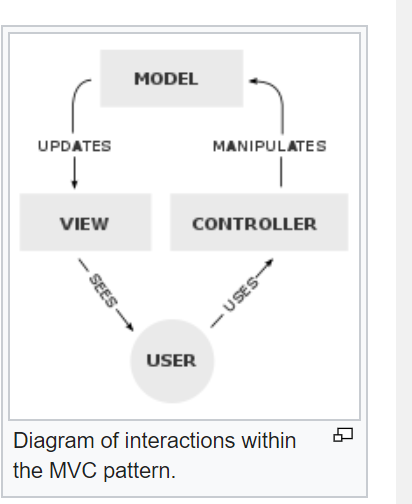 MODEL
UPDATES
MANIPULATES
VIEW
CONTROLLER
SEES
USES
USER
Diagram of interactions within
the MVC pattern.